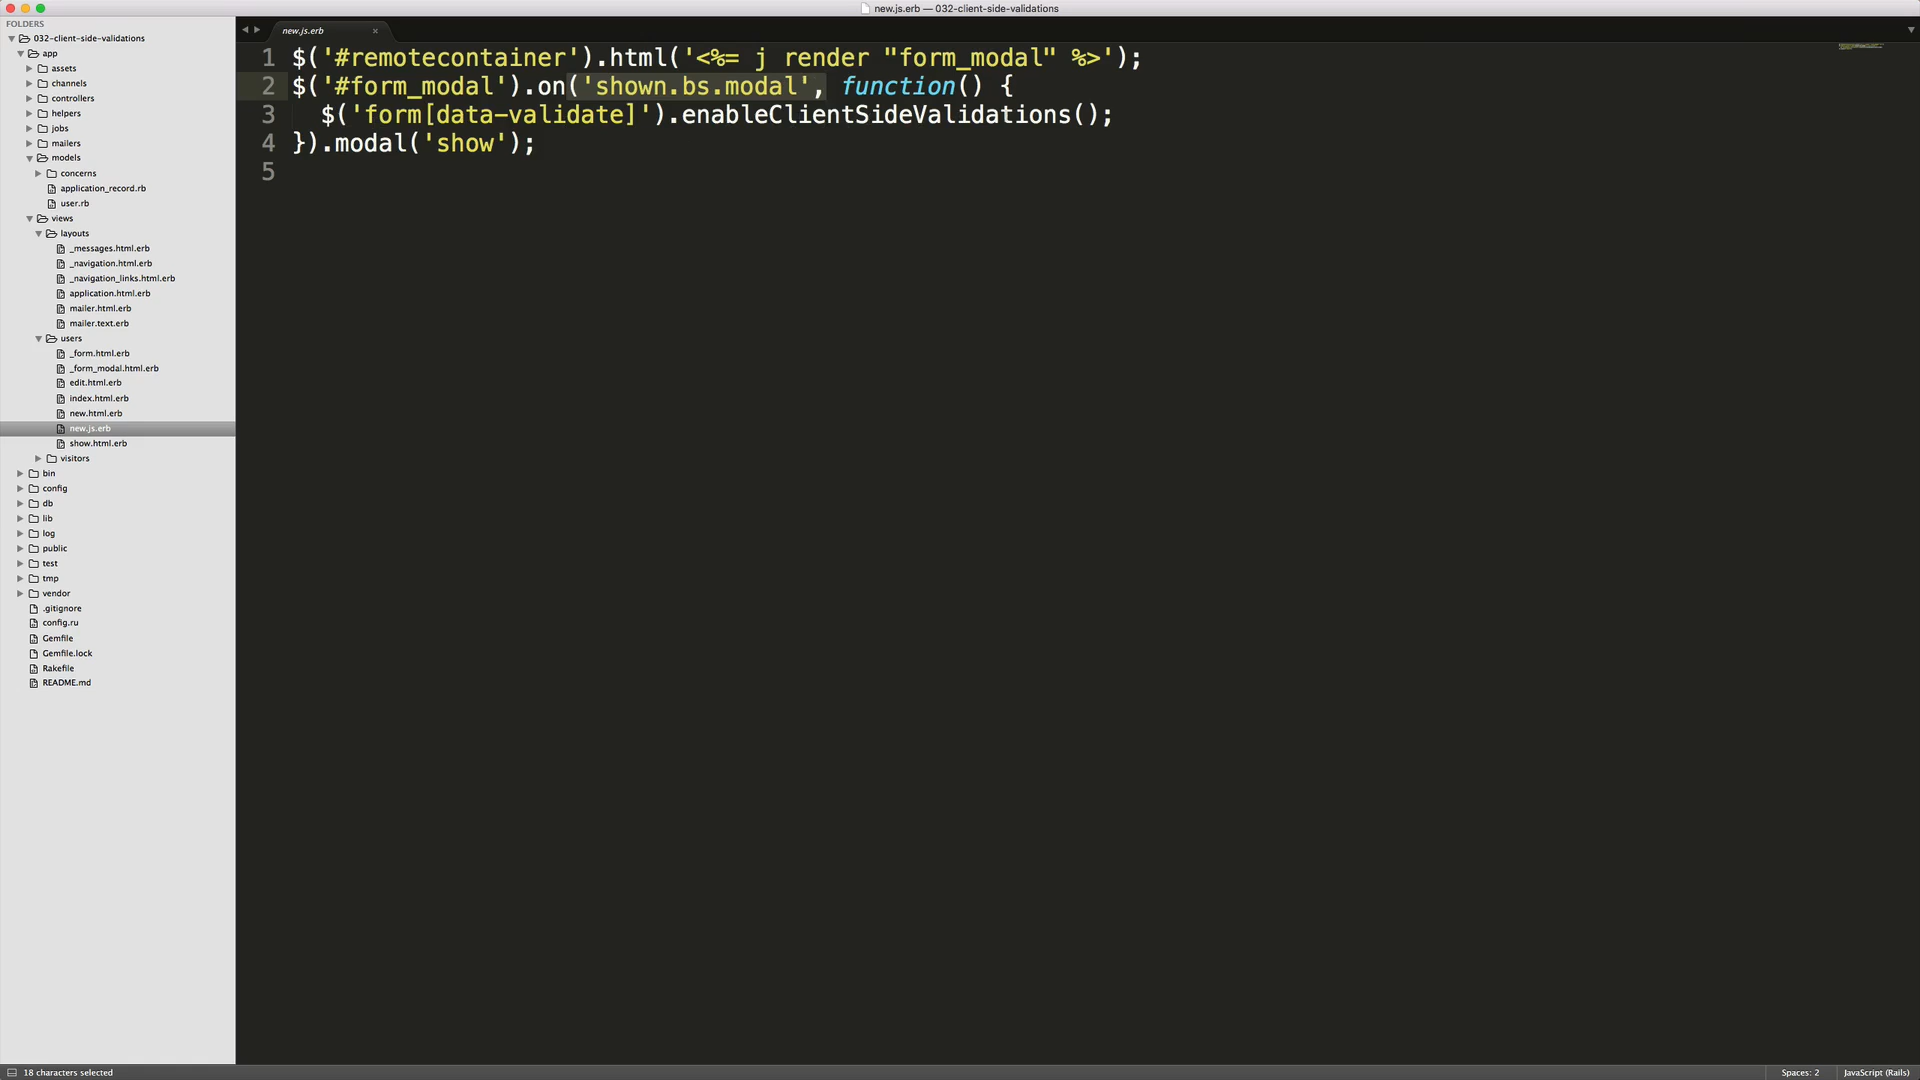 new.js.erb — 032-client-side-validations
FOLDERS
032-client-side-validations
app
assets
channels
controllers
helpers
jobs
mailers
models
concerns
application_record.rb
user.rb
views
layouts
_messages.html.erb
_navigation.html.erb
_navigation_links.html.erb
application.html.erb
mailer.html.erb
mailer.text.erb
users
_form.html.erb
_form_modal.html.erb
edit.html.erb
index.html.erb
new.html.erb
new.js.erb
show.html.erb
visitors
bin
config
db
lib
log
public
test
tmp
vendor
.gitignore
config.ru
Gemfile
Gemfile.lock
Rakefile
README.md
new.js.erb
1 $('#remotecontainer').html('<%= j render "form_modal" %>');
2 $('#form_modal').on('shown.bs.modal', function() {
3   $('form[data-validate]').enableClientSideValidations();
4 }).modal('show');
5
18 characters selected
Spaces: 2
JavaScript (Rails)